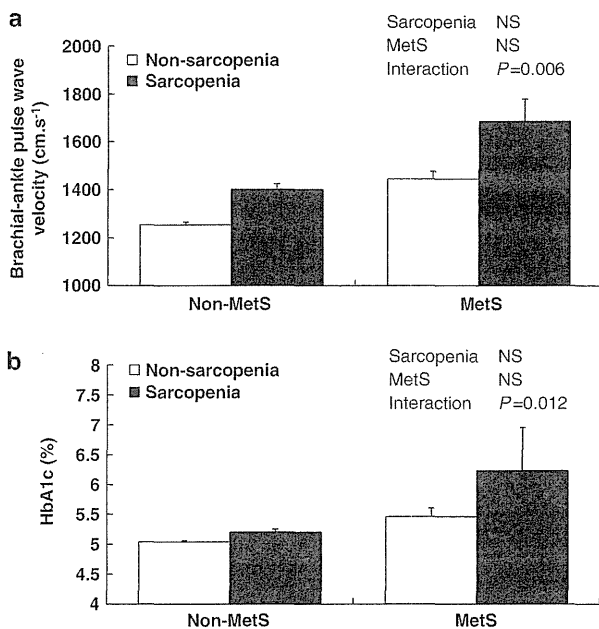 a
Brachial-ankle pulse wave
velocity (cm.s-1)
2000
1800
1600
1400
1200
1000
Non-sarcopenia
Sarcopenia
Sarcopenia NS
MetS NS
Interaction P=0.006
Non-MetS MetS
b
HbA1c (%)
8
7.5
7
6.5
6
5.5
5
4.5
4
Non-sarcopenia
Sarcopenia
Sarcopenia NS
MetS NS
Interaction P=0.012
Non-MetS MetS